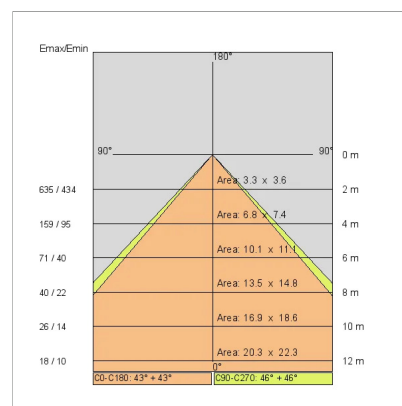 Emax/Emin
180°
90° 90° 0 m
Area: 3.3 x 3.6
635 / 434 2 m
Area: 6.8 x 7.4
159 / 95 4 m
Area: 10.1 x 11.1
71 / 40 6 m
Area: 13.5 x 14.8
40 / 22 8 m
Area: 16.9 x 18.6
26 / 14 10 m
Area: 20.3 x 22.3
18 / 10 12 m
0°
C0-C180: 43° + 43° C90-C270: 46° + 46°